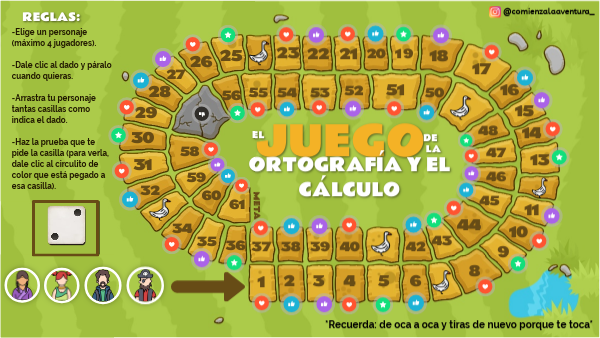 REGLAS:
@comienzalaaventura_
-Elige un personaje
(máximo 4 jugadores).
-Dale clic al dado y páralo
cuando quieras.
-Arrastra tu personaje
tantas casillas como
indica el dado.
-Haz la prueba que te
pide la casilla (para verla,
dale clic al circulito de
color que está pegado a
esa casilla).
25 23 22 21 20 19 18
26 17
27 16
28 15
29 14
30 13
31
32 11
34 10
35 9
36 8
1 2 3 4 5 6
56 55 54 53 52 51 50
58 48
59 47
60 46
61 45
44
37 38 39 40 42 43
EL JUEGO DE LA
ORTOGRAFÍA Y EL
CÁLCULO
META
*Recuerda: de oca a oca y tiras de nuevo porque te toca*